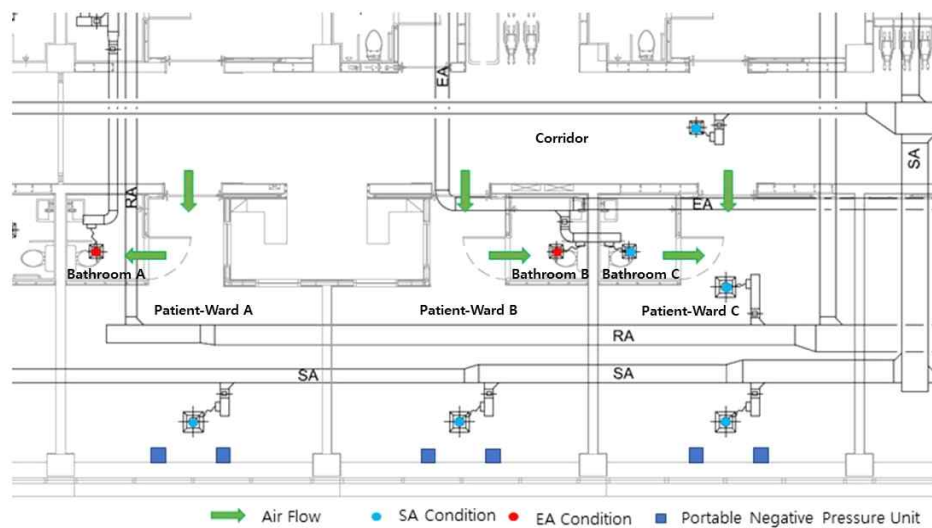 EA
Corridor
SA
RA
EA
Bathroom A
Bathroom B
Bathroom C
Patient-Ward A
Patient-Ward B
Patient-Ward C
RA
SA
SA
Air Flow
SA Condition
EA Condition
Portable Negative Pressure Unit